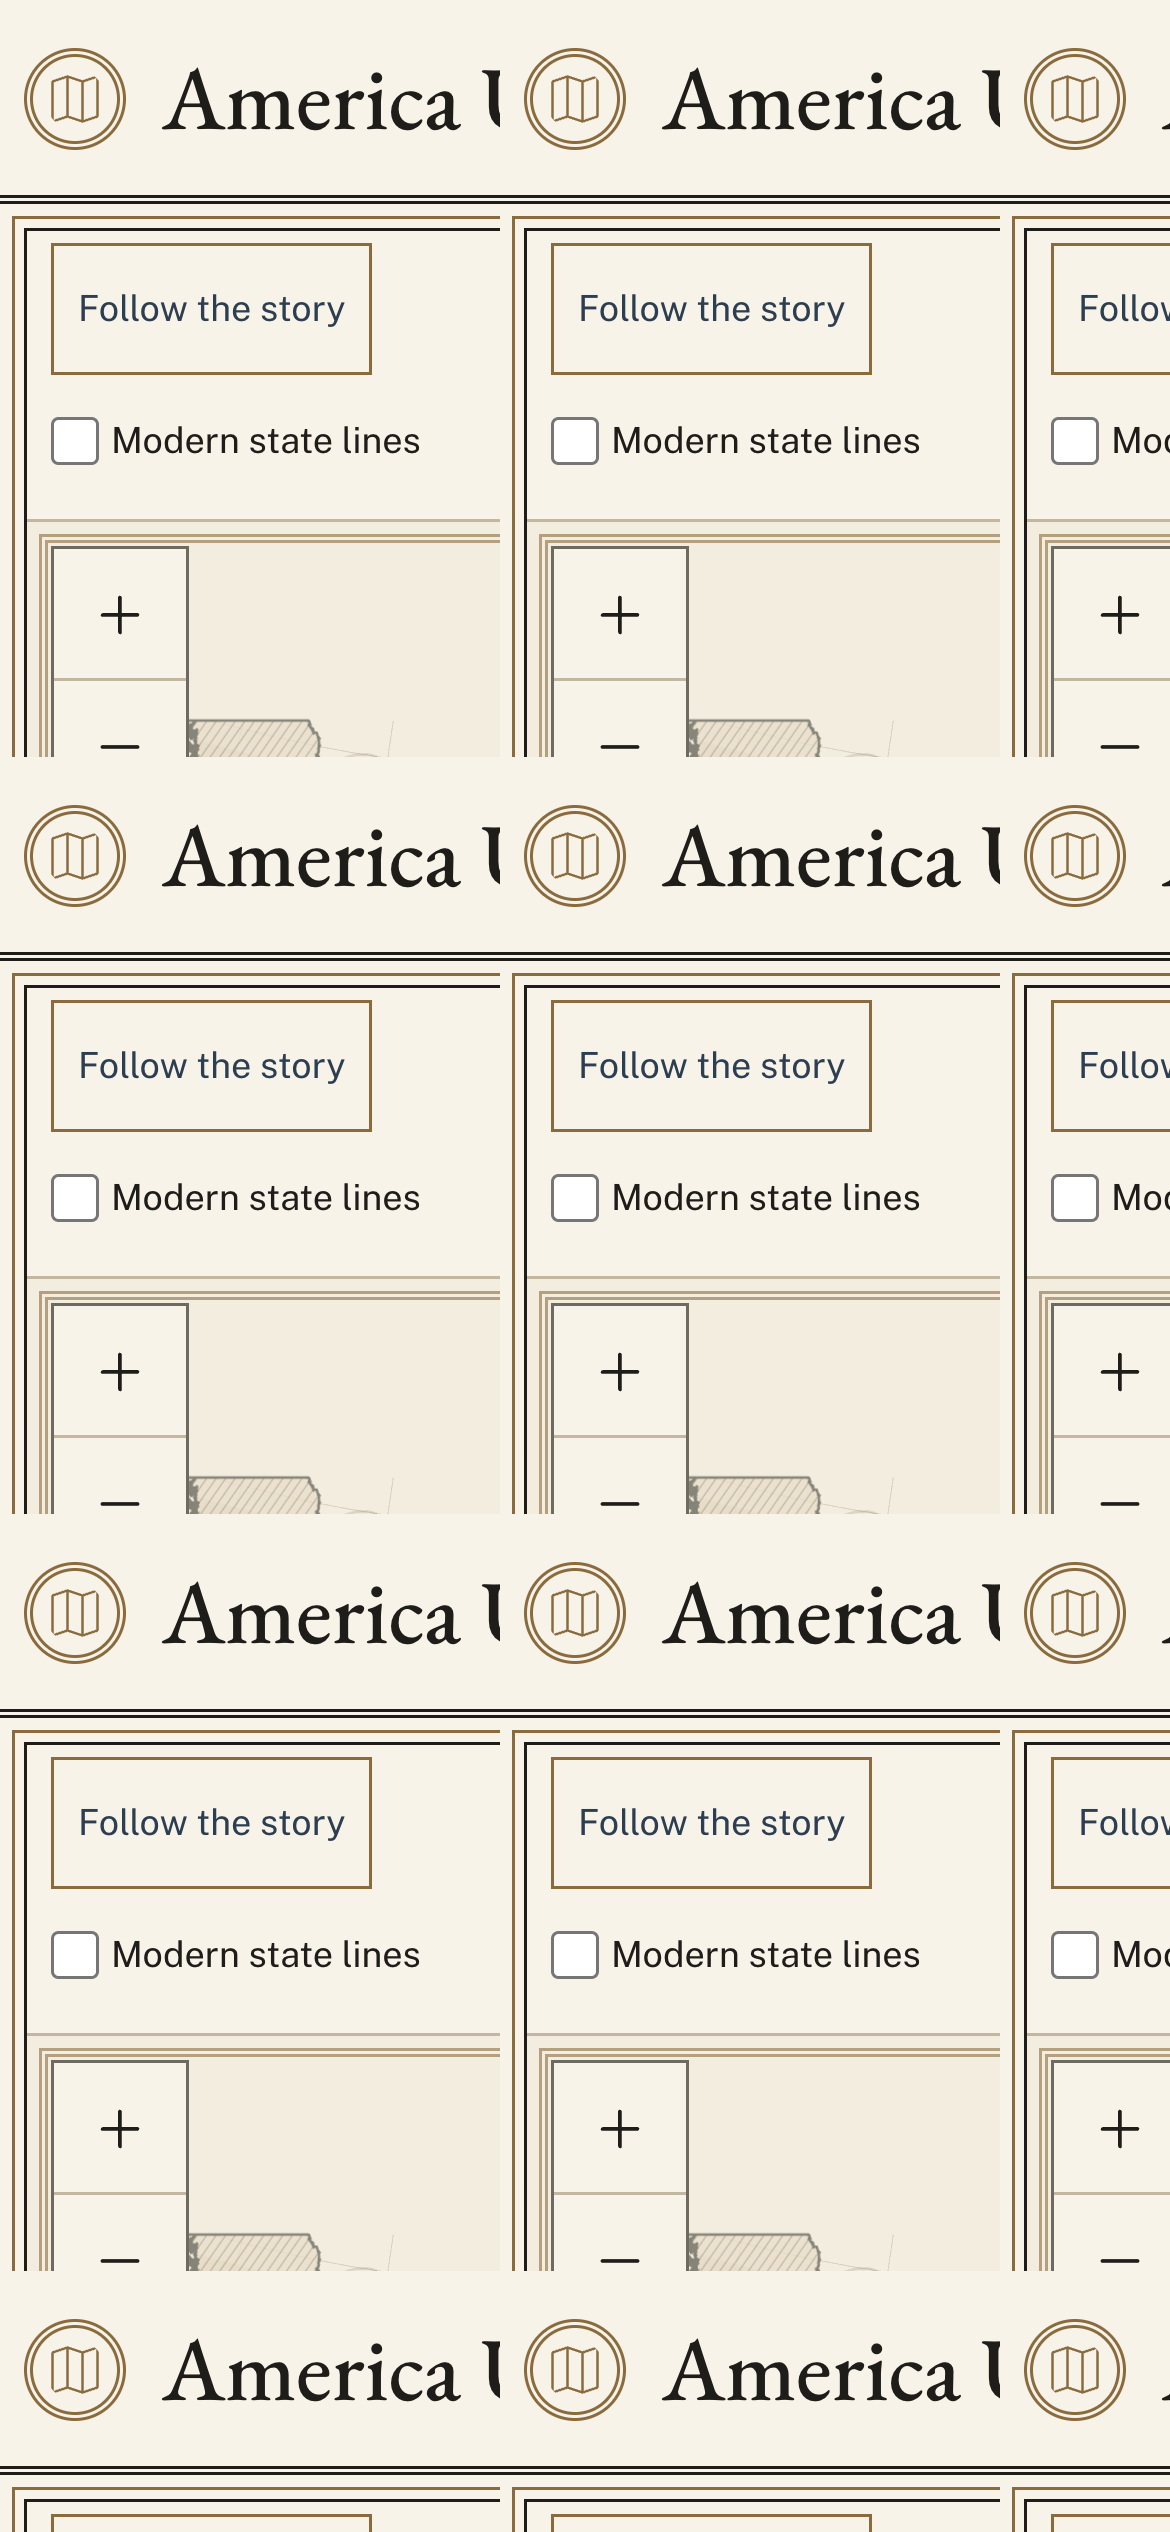 America America
Follow the story Follow the story
Modern state lines Modern state lines
+ + +
− − −
America America
Follow the story Follow the story
Modern state lines Modern state lines
+ + +
− − −
America America
Follow the story Follow the story
Modern state lines Modern state lines
+ + +
− − −
America America